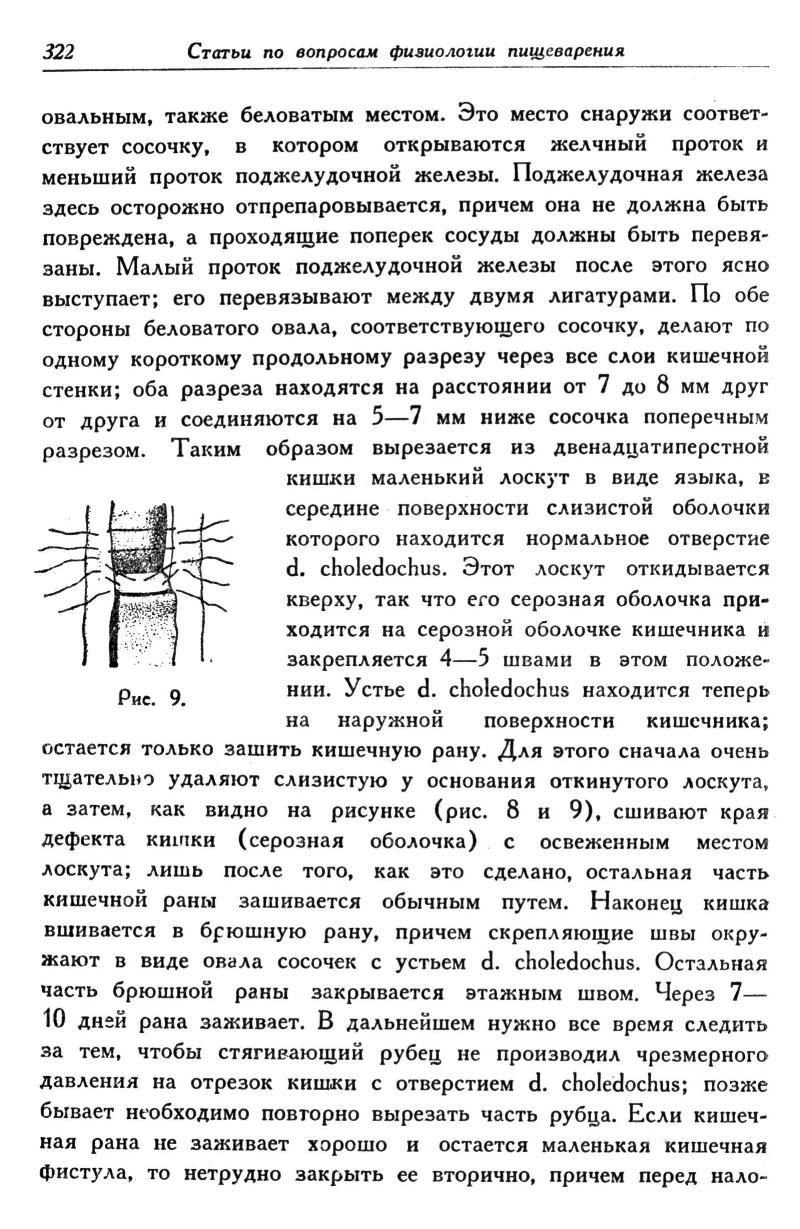 322 Статьи по вопросам физиологии пищеварения
овальным, также беловатым местом. Это место снаружи соответ-
ствует сосочку, в котором открываются желчный проток и
меньший проток поджелудочной железы. Поджелудочная железа
здесь осторожно отпрепаровывается, причем она не должна быть
повреждена, а проходящие поперек сосуды должны быть перевя-
заны. Малый проток поджелудочной железы после этого ясно
выступает; его перевязывают между двумя лигатурами. По обе
стороны беловатого овала, соответствующего сосочку, делают по
одному короткому продольному разрезу через все слои кишечной
стенки; оба разреза находятся на расстоянии от 7 до 8 мм друг
от друга и соединяются на 5—7 мм ниже сосочка поперечным
разрезом. Таким образом вырезается из двенадцатиперстной
кишки маленький лоскут в виде языка, в
середине поверхности слизистой оболочки
которого находится нормальное отверстие
d. choledochus. Этот лоскут откидывается
кверху, так что его серозная оболочка при-
ходится на серозной оболочке кишечника и
закрепляется 4—5 швами в этом положе-
нии. Устье d. choledochus находится теперь
на наружной поверхности кишечника;
Рис. 9.
остается только зашить кишечную рану. Для этого сначала очень
тщательно удаляют слизистую у основания откинутого лоскута,
а затем, как видно на рисунке (рис. 8 и 9), сшивают края
дефекта кишки (серозная оболочка) с освеженным местом
лоскута; лишь после того, как это сделано, остальная часть
кишечной раны зашивается обычным путем. Наконец кишка
вшивается в брюшную рану, причем скрепляющие швы окру-
жают в виде овала сосочек с устьем d. choledochus. Остальная
часть брюшной раны закрывается этажным швом. Через 7—
10 дней рана заживает. В дальнейшем нужно все время следить
за тем, чтобы стягивающий рубец не производил чрезмерного
давления на отрезок кишки с отверстием d. choledochus; позже
бывает необходимо повторно вырезать часть рубца. Если кишеч-
ная рана не заживает хорошо и остается маленькая кишечная
фистула, то нетрудно закрыть ее вторично, причем перед нало-